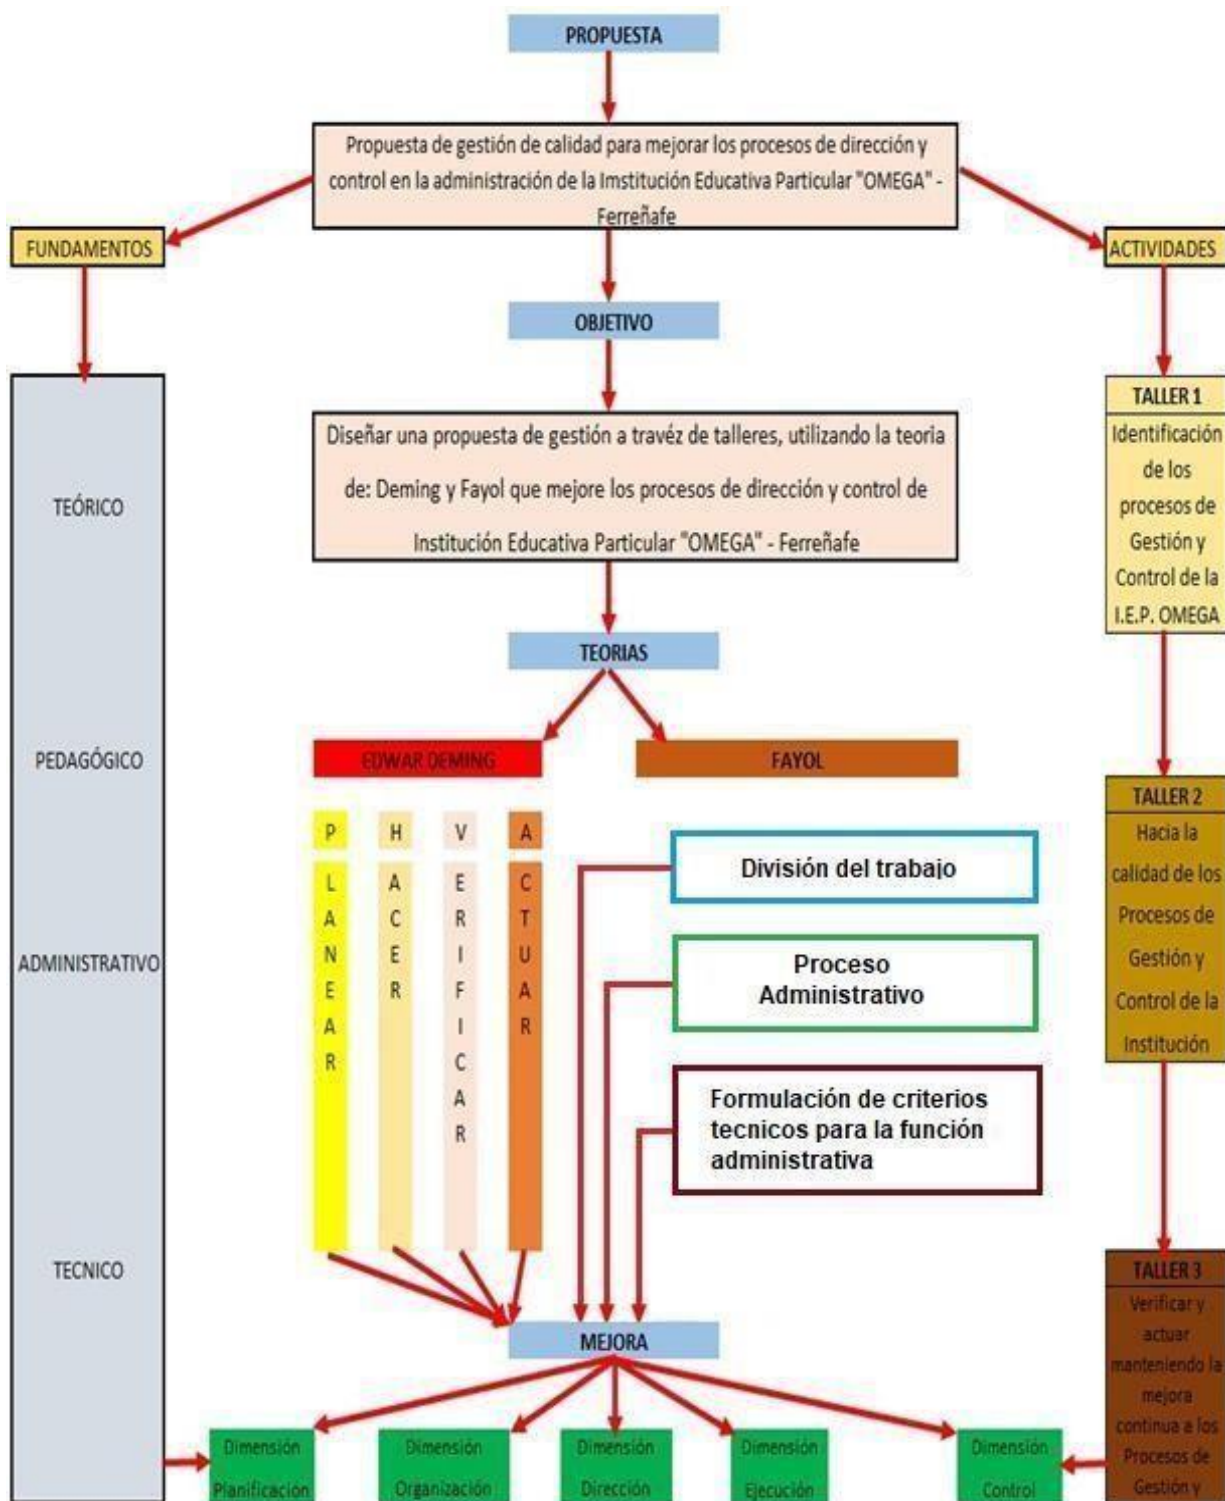 PROPUESTA
Propuesta de gestión de calidad para mejorar los procesos de dirección y
control en la administración de la Imstitución Educativa Particular "OMEGA" -
Ferreñafe
FUNDAMENTOS
ACTIVIDADES
OBJETIVO
Diseñar una propuesta de gestión a travéz de talleres, utilizando la teoria
de: Deming y Fayol que mejore los procesos de dirección y control de
Institución Educativa Particular "OMEGA" - Ferreñafe
TEÓRICO
PEDAGÓGICO
ADMINISTRATIVO
TECNICO
TEORIAS
EDWAR DEMING
FAYOL
PLANEAR
HACER
VERIFICAR
ACTUAR
División del trabajo
Proceso
Administrativo
Formulación de criterios
tecnicos para la función
administrativa
TALLER 1
Identificación
de los
procesos de
Gestión y
Control de la
I.E.P. OMEGA
TALLER 2
Hacia la
calidad de los
Procesos de
Gestión y
Control de la
Institución
TALLER 3
Verificar y
actuar
manteniendo la
mejora
continua a los
Procesos de
Gestión y
MEJORA
Dimensión
Planificación
Dimensión
Organización
Dimensión
Dirección
Dimensión
Ejecución
Dimensión
Control